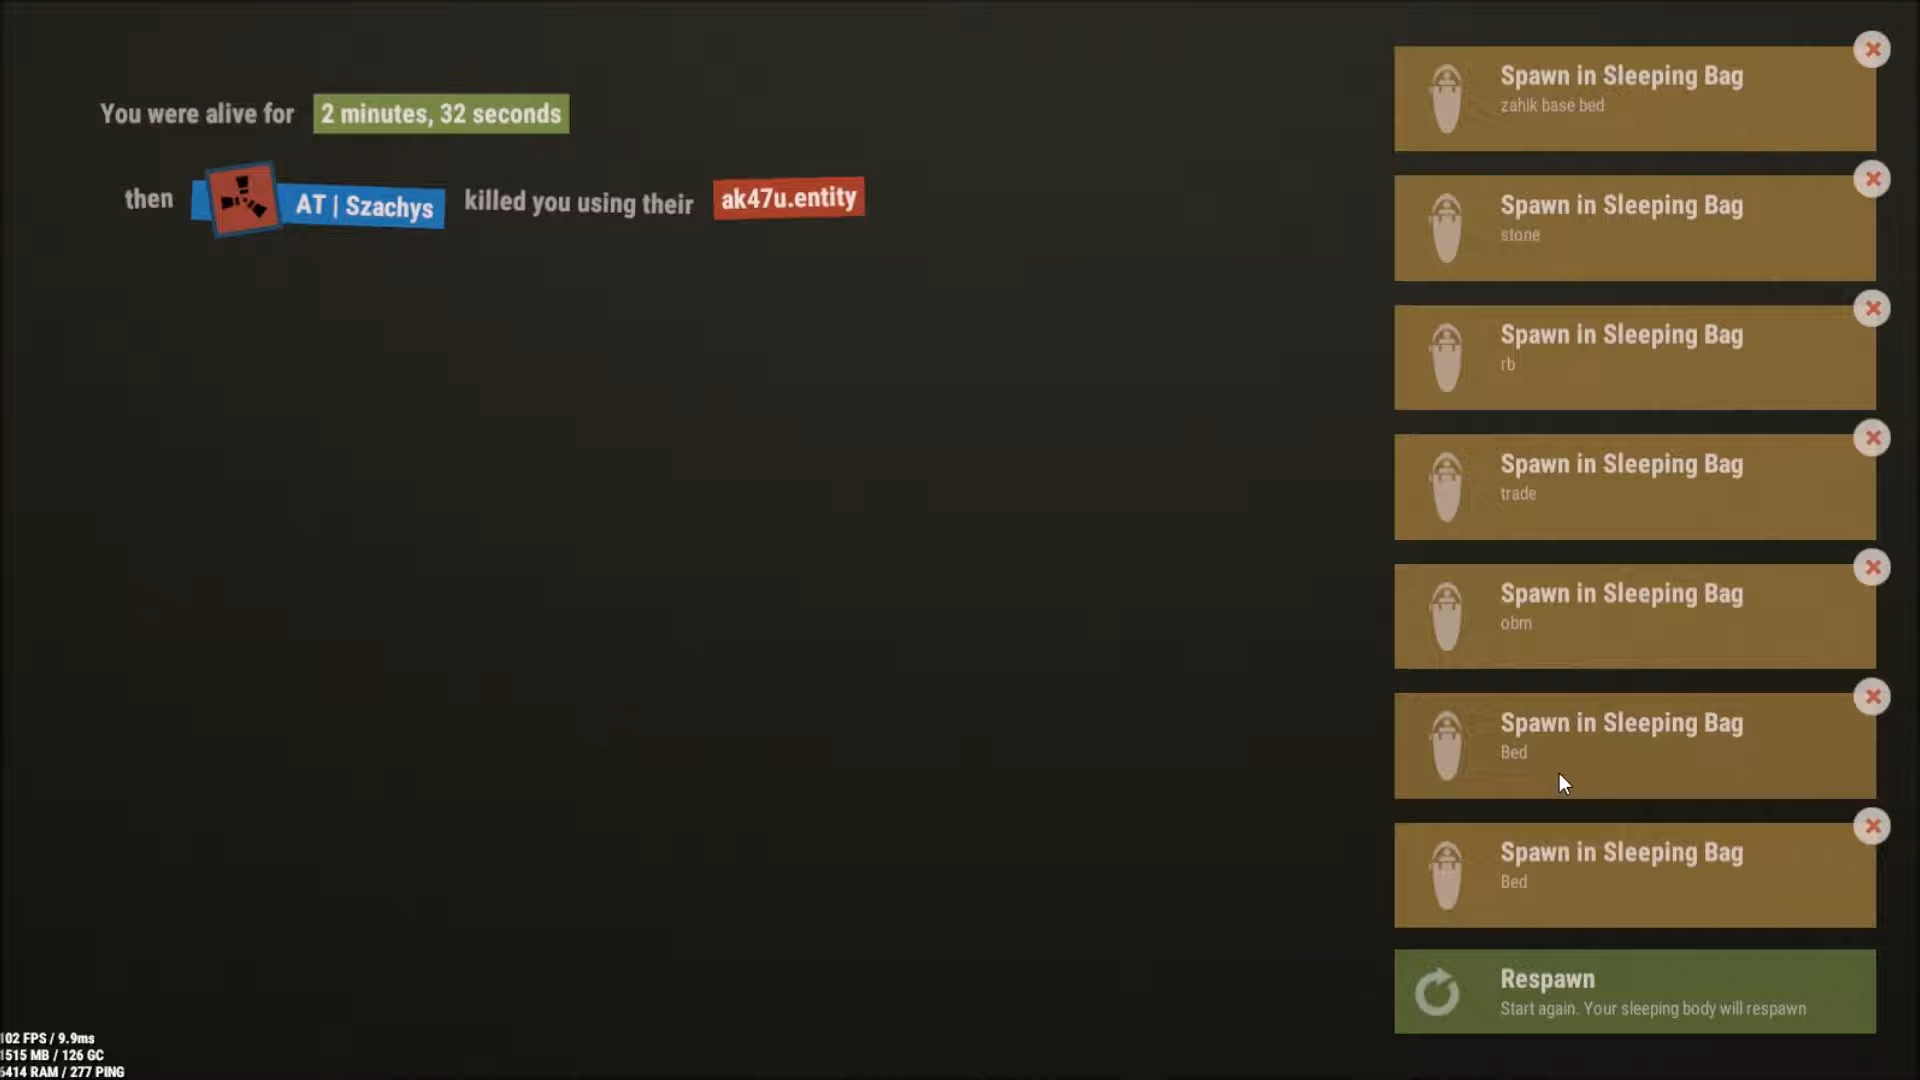 You were alive for 2 minutes, 32 seconds
then AT | Szachys killed you using their ak47u.entity
Spawn in Sleeping Bag
zahlk base bed
Spawn in Sleeping Bag
stone
Spawn in Sleeping Bag
rb
Spawn in Sleeping Bag
trade
Spawn in Sleeping Bag
obm
Spawn in Sleeping Bag
Bed
Spawn in Sleeping Bag
Bed
Respawn
Start again. Your sleeping body will respawn
102 FPS / 9.9ms
1515 MB / 126 GC
6414 RAM / 277 PING